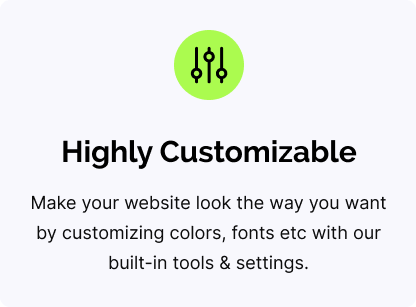 Highly Customizable
Make your website look the way you want
by customizing colors, fonts etc with our
built-in tools & settings.